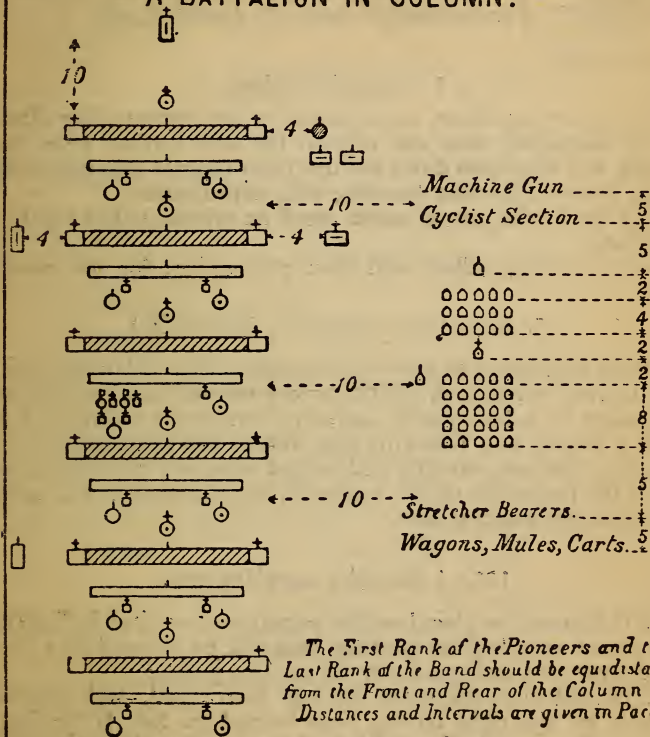 A BATTALION IN COLUMN.
10
4
Machine Gun
10
Cyclist Section
5
4
4
5
2
4
2
10
2
8
10
5
Stretcher Bearers.
Wagons, Mules, Carts.
5
The First Rank of the Pioneers and t
Last Rank of the Band should be equidista
from the Front and Rear of the Column
Distances and Intervals are given in Pac